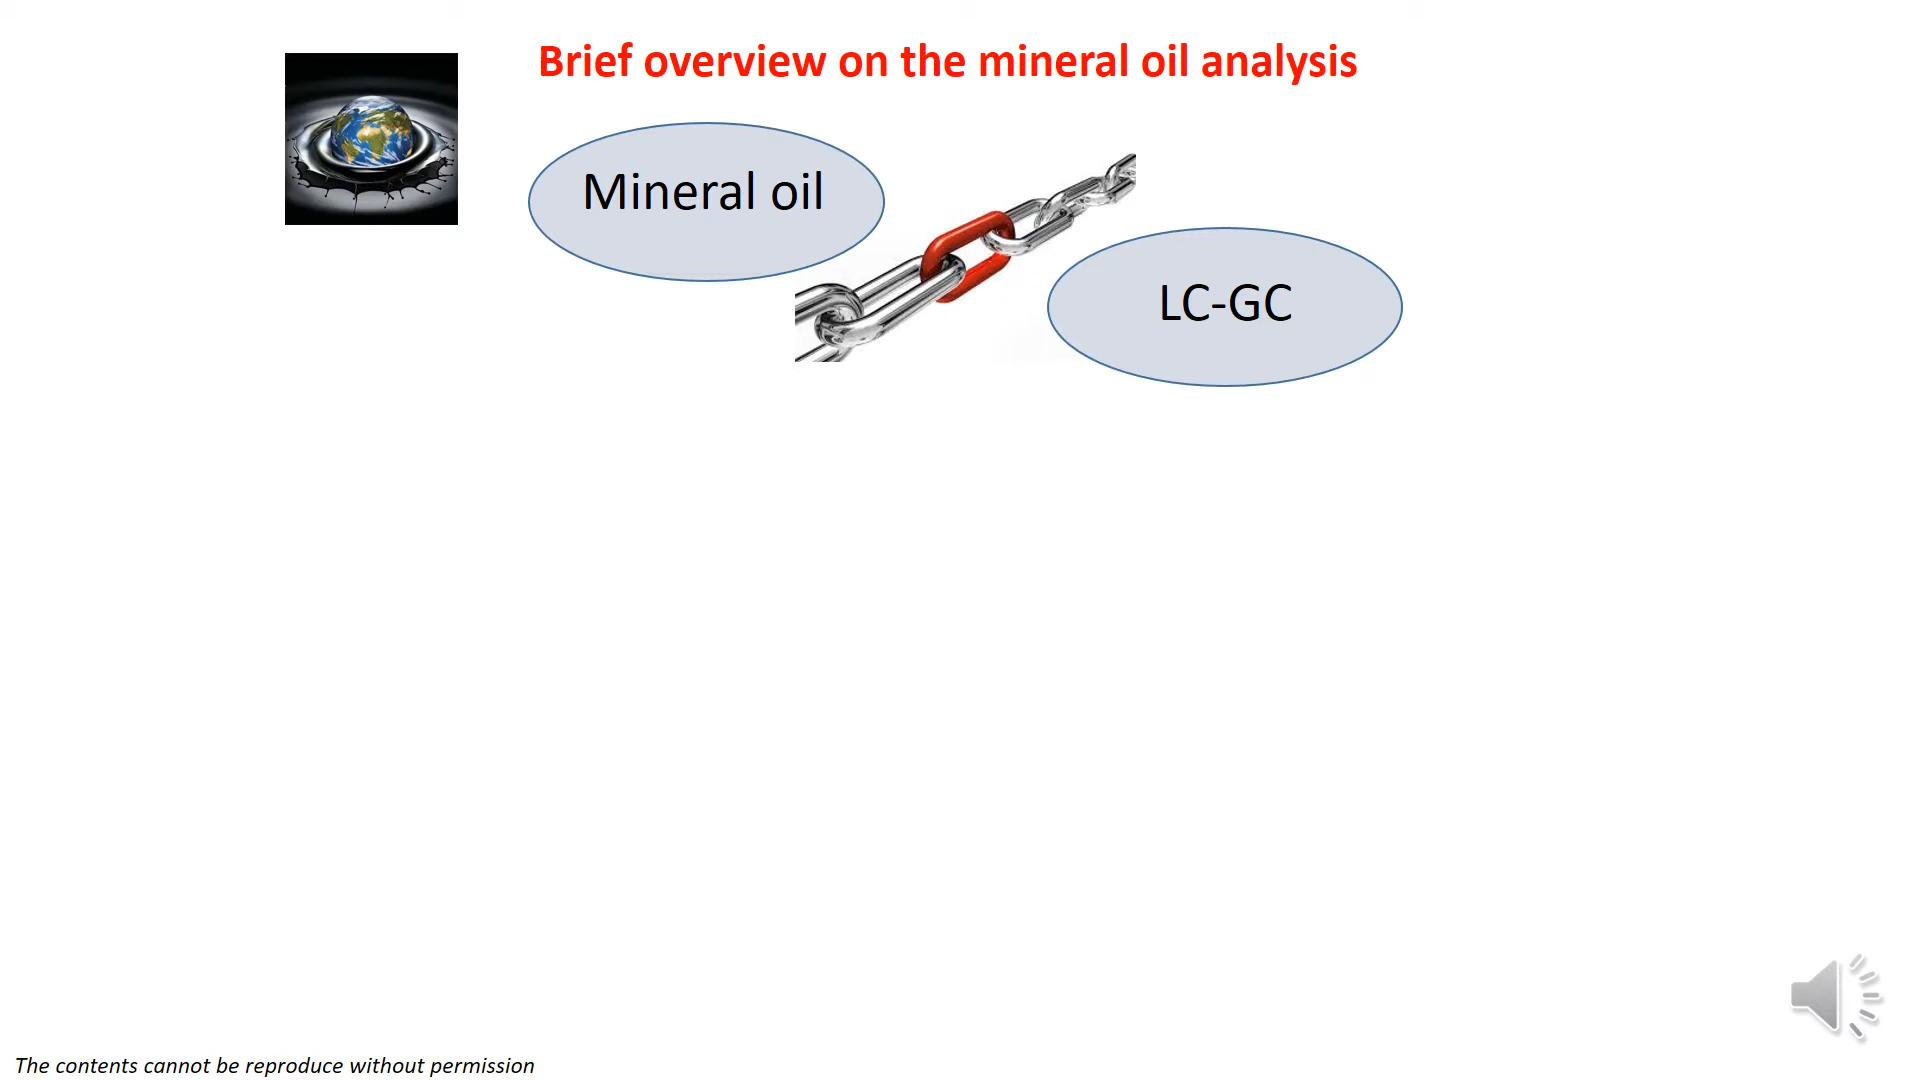 Brief overview on the mineral oil analysis
Mineral oil
LC-GC
The contents cannot be reproduce without permission